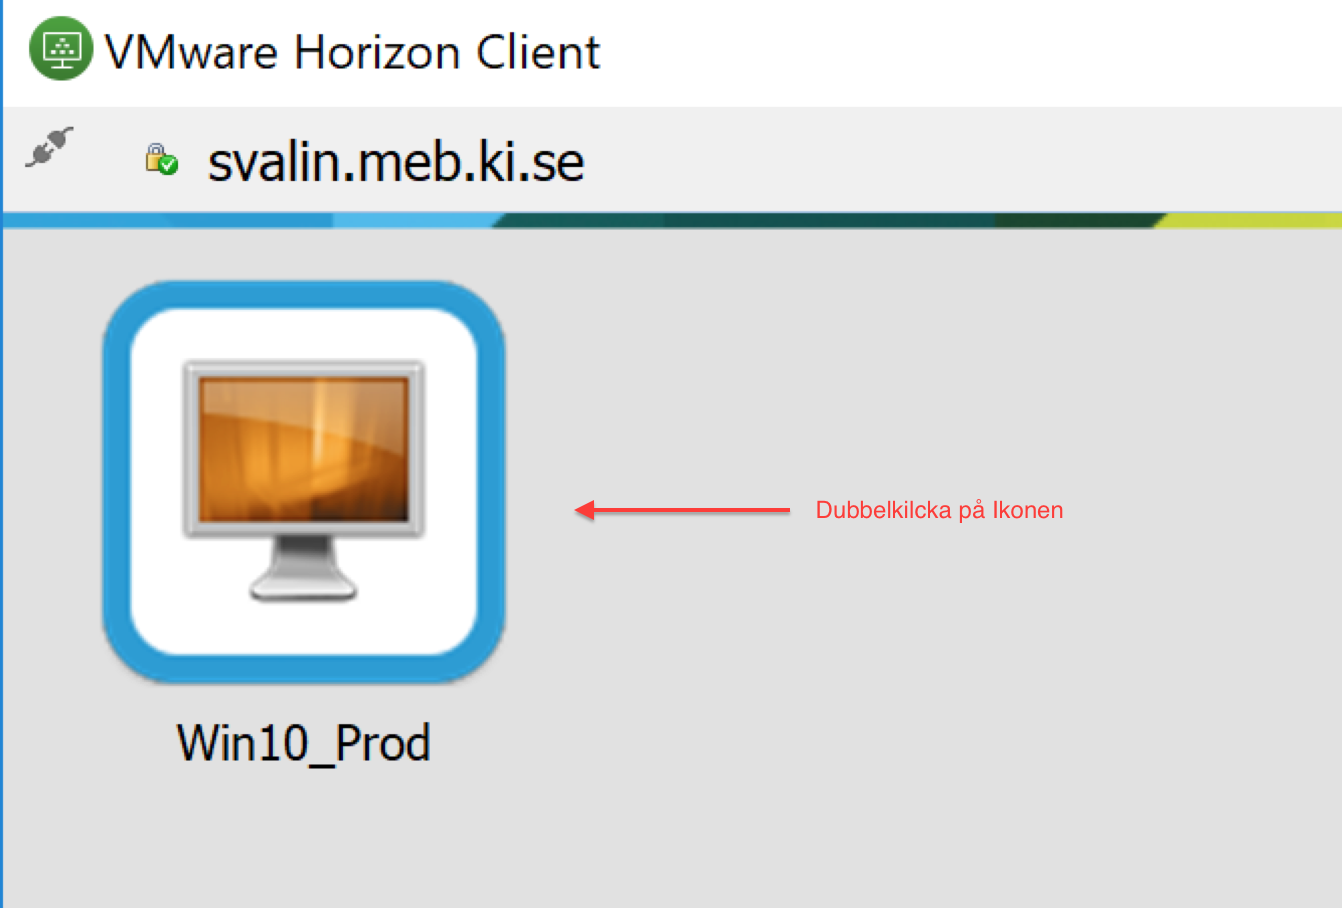 VMware Horizon Client
svalin.meb.ki.se
Dubbelkilcka på Ikonen
Win10_Prod